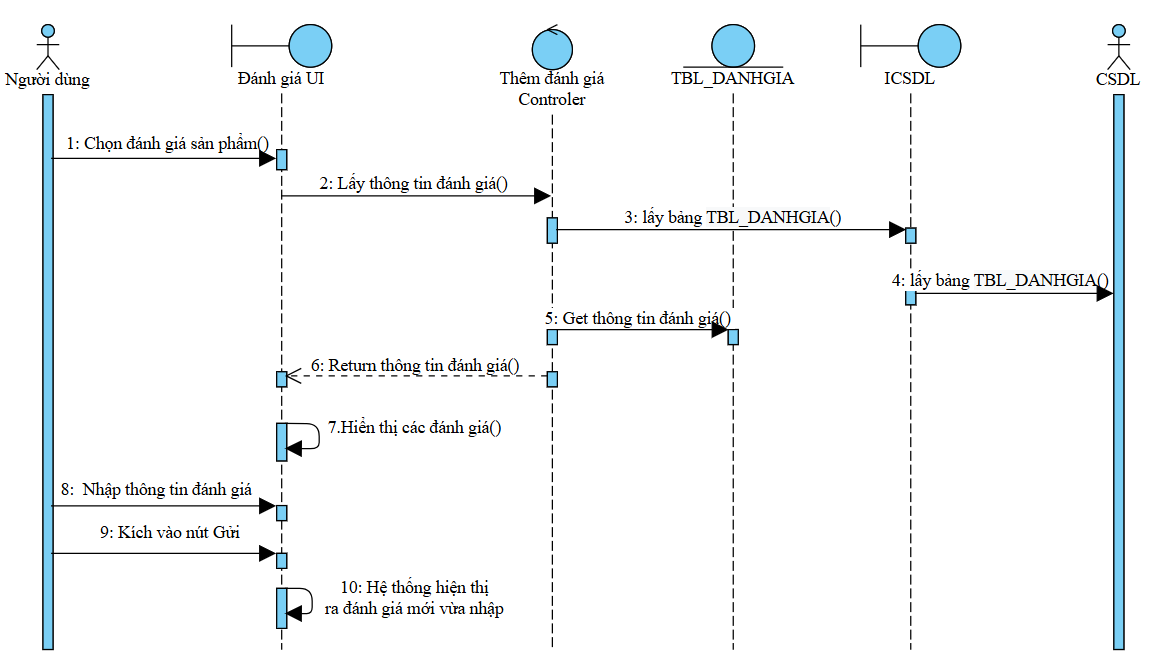 Người dùng
Đánh giá UI
Thêm đánh giá
Controler
TBL_DANHGIA
ICSDL
CSDL
1: Chọn đánh giá sản phẩm()
2: Lấy thông tin đánh giá()
3: lấy bảng TBL_DANHGIA()
4: lấy bảng TBL_DANHGIA()
5: Get thông tin đánh giá()
6: Return thông tin đánh giá()
7.Hiển thị các đánh giá()
8: Nhập thông tin đánh giá
9: Kích vào nút Gửi
10: Hệ thống hiện thị
ra đánh giá mới vừa nhập